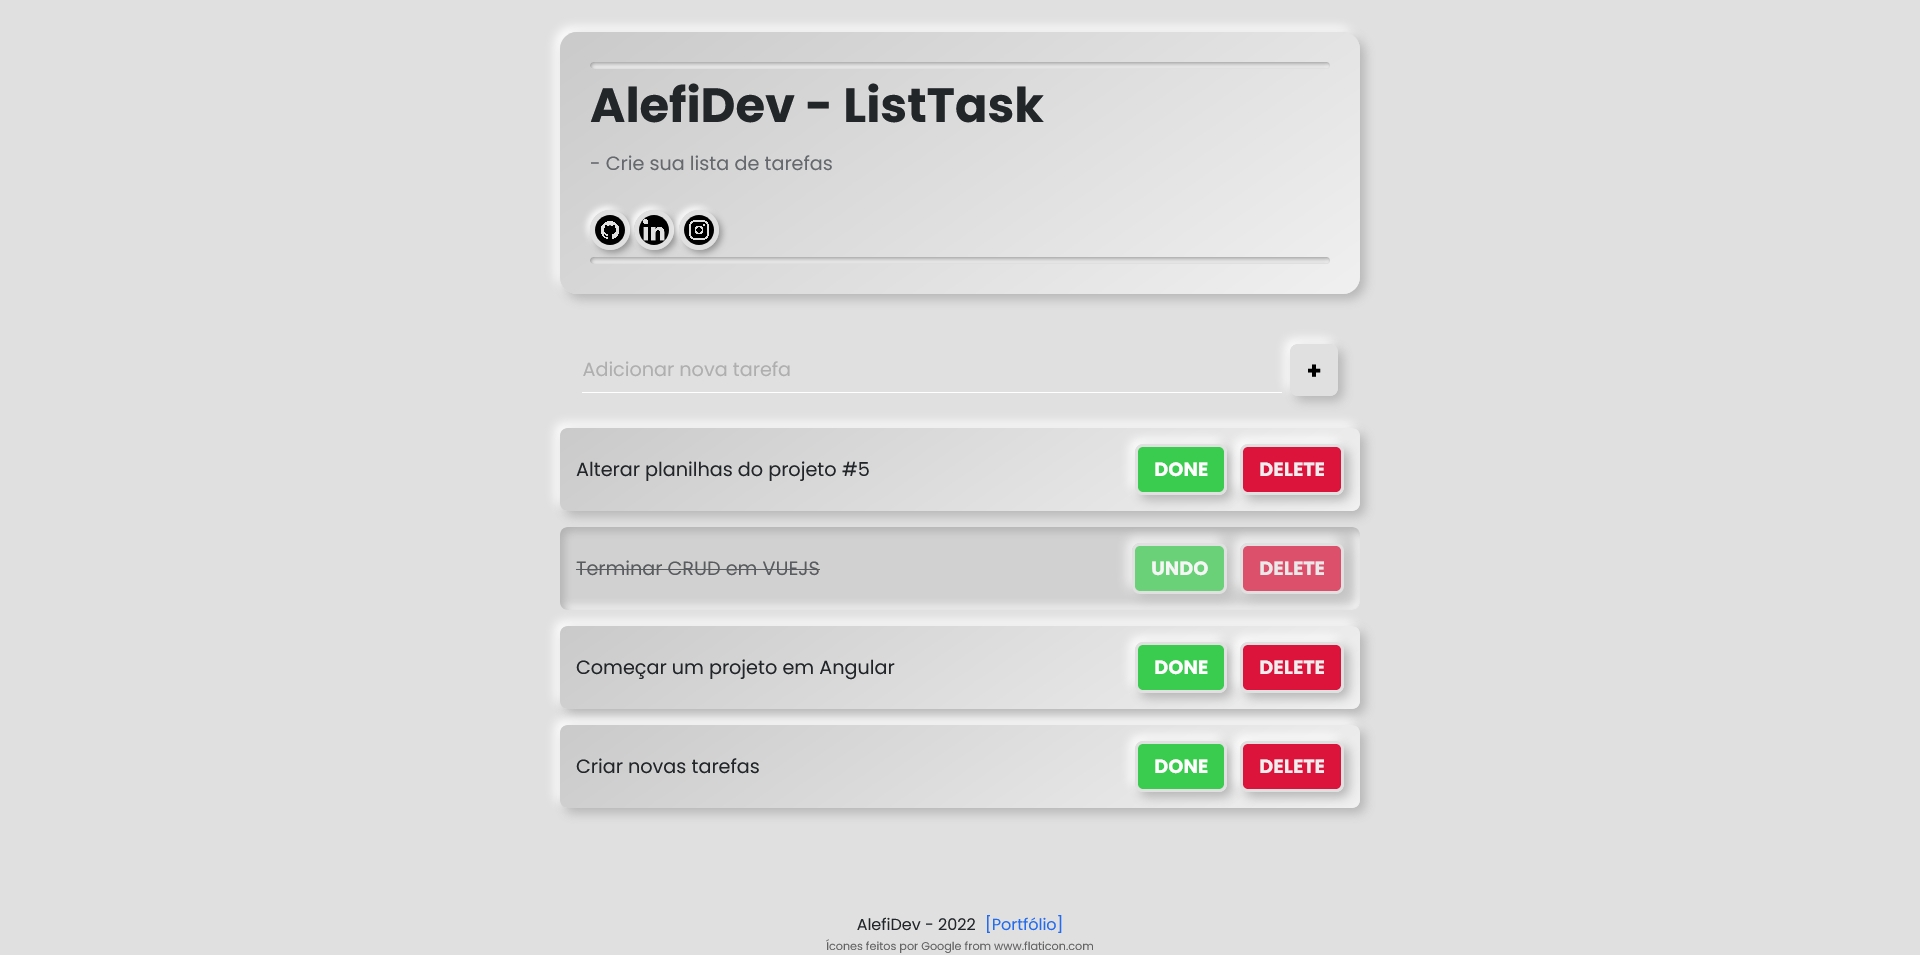 AlefiDev - ListTask
- Crie sua lista de tarefas
in
Adicionar nova tarefa
+
Alterar planilhas do projeto #5 DONE DELETE
Terminar CRUD em VUEJS UNDO DELETE
Começar um projeto em Angular DONE DELETE
Criar novas tarefas DONE DELETE
AlefiDev - 2022 [Portfólio]
Ícones feitos por Google from www.flaticon.com